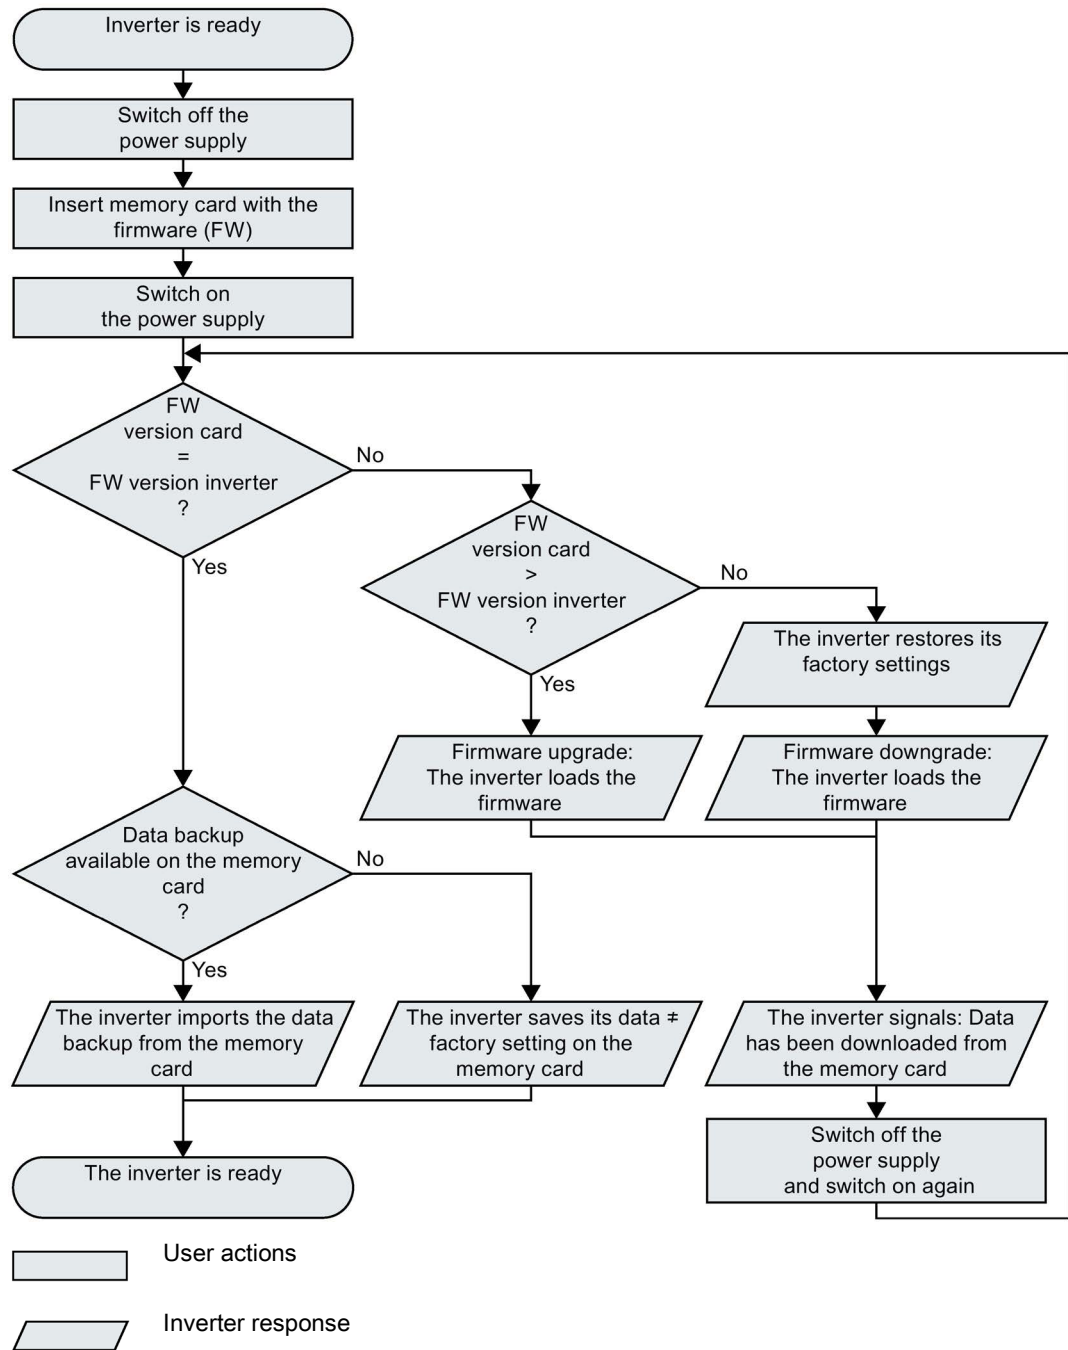 Inverter is ready
Switch off the
power supply
Insert memory card with the
firmware (FW)
Switch on
the power supply
FW
version card
=
FW version inverter
?
No
Yes
FW
version card
>
FW version inverter
?
No
Yes
The inverter restores its
factory settings
Firmware upgrade:
The inverter loads the
firmware
Firmware downgrade:
The inverter loads the
firmware
Data backup
available on the memory
card
?
No
Yes
The inverter imports the data
backup from the memory
card
The inverter saves its data ≠
factory setting on the
memory card
The inverter signals: Data
has been downloaded from
the memory card
Switch off the
power supply
and switch on again
The inverter is ready
User actions
Inverter response